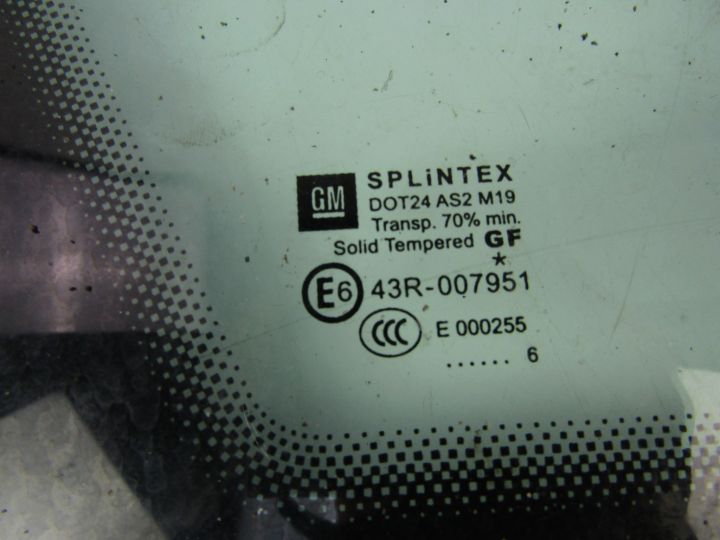 GM
SPLiNTEX
DOT24 AS2 M19
Transp. 70% min.
Solid Tempered GF
*
E6 43R-007951
CCC E 000255
...... 6